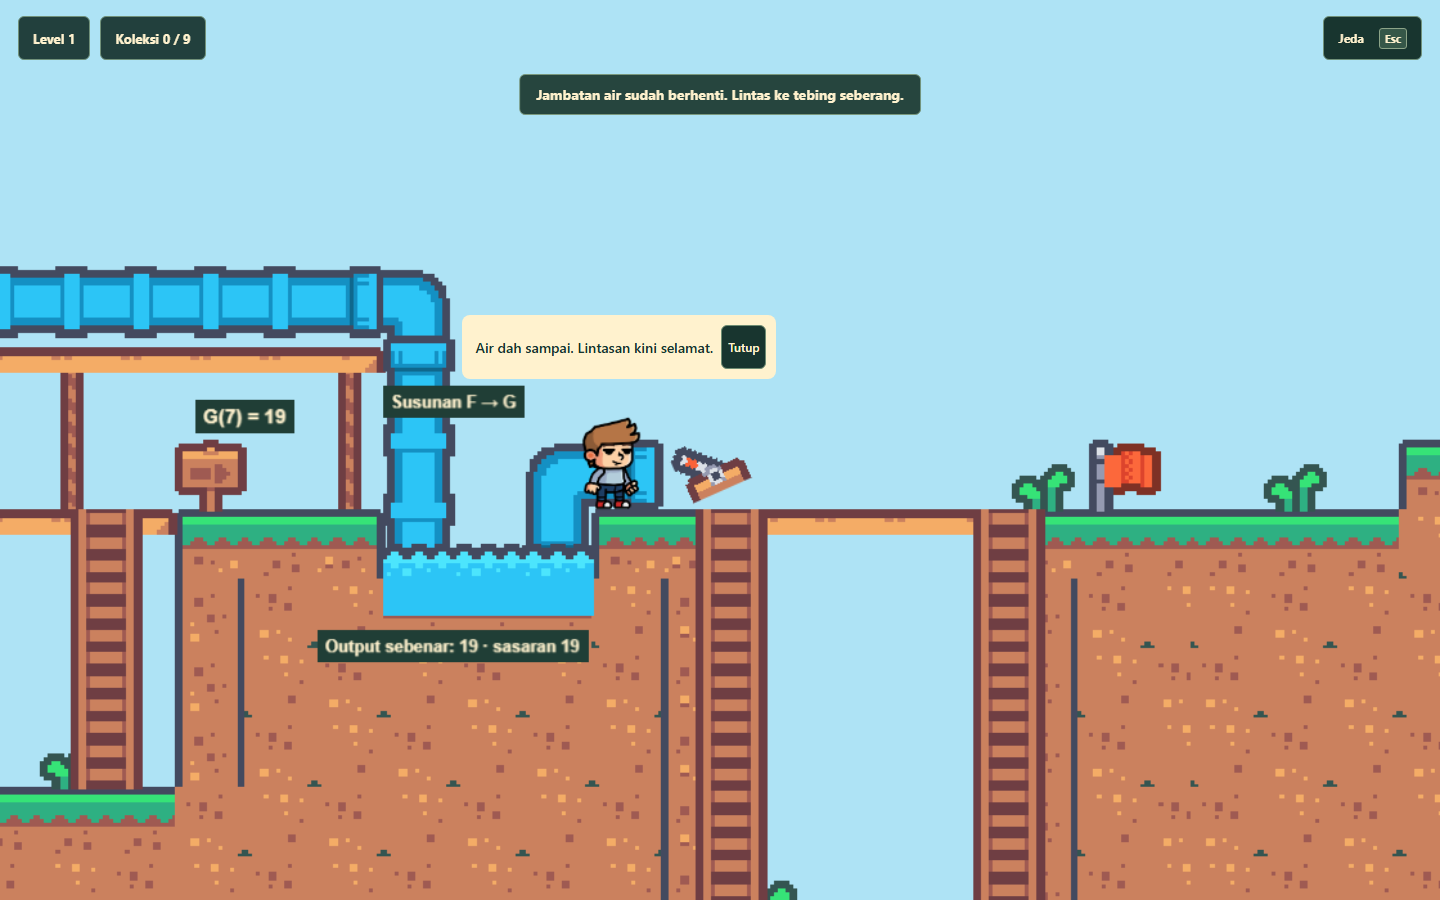 Level 1
Koleksi 0 / 9
Jeda Esc
Jambatan air sudah berhenti. Lintas ke tebing seberang.
Air dah sampai. Lintasan kini selamat. Tutup
Susunan F → G
G(7) = 19
Output sebenar: 19 · sasaran 19